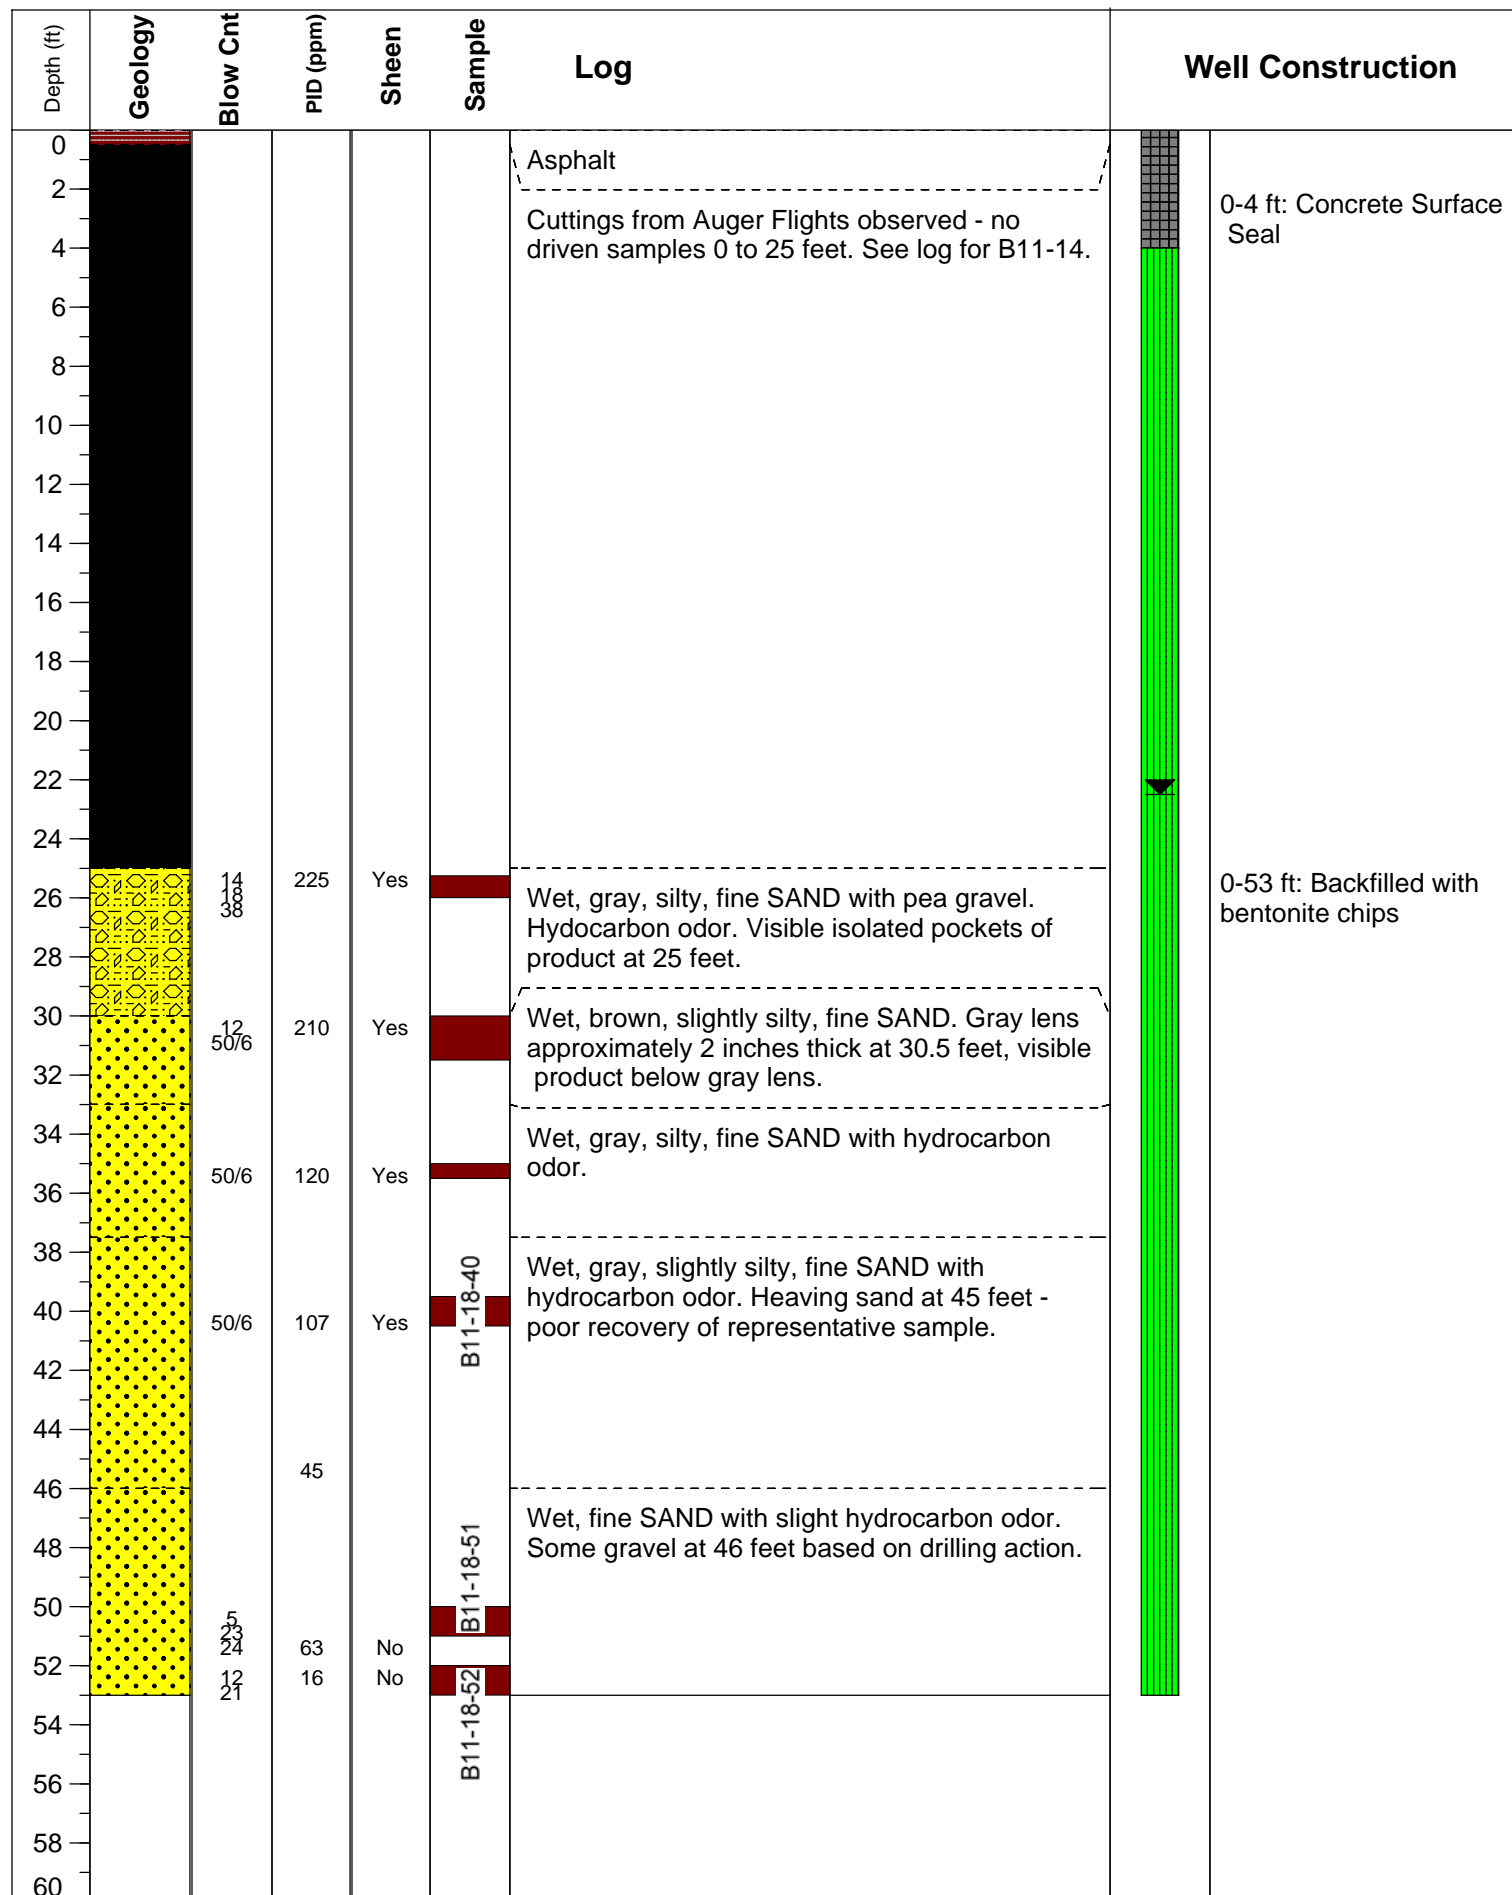 Depth (ft)
Geology
Blow Cnt
PID (ppm)
Sheen
Sample
Log
Well Construction
0
Asphalt
2
Cuttings from Auger Flights observed - no
driven samples 0 to 25 feet. See log for B11-14.
0-4 ft: Concrete Surface
Seal
4
6
8
10
12
14
16
18
20
22
24
14
18
38
225
Yes
26
Wet, gray, silty, fine SAND with pea gravel.
Hydocarbon odor. Visible isolated pockets of
product at 25 feet.
0-53 ft: Backfilled with
bentonite chips
28
30
12
50/6
210
Yes
Wet, brown, slightly silty, fine SAND. Gray lens
approximately 2 inches thick at 30.5 feet, visible
product below gray lens.
32
34
Wet, gray, silty, fine SAND with hydrocarbon
odor.
50/6
120
Yes
36
38
Wet, gray, slightly silty, fine SAND with
hydrocarbon odor. Heaving sand at 45 feet -
poor recovery of representative sample.
40
50/6
107
Yes
B11-18-40
42
44
45
46
Wet, fine SAND with slight hydrocarbon odor.
Some gravel at 46 feet based on drilling action.
48
B11-18-51
50
5
23
24
63
No
52
12
21
16
No
B11-18-52
54
56
58
60